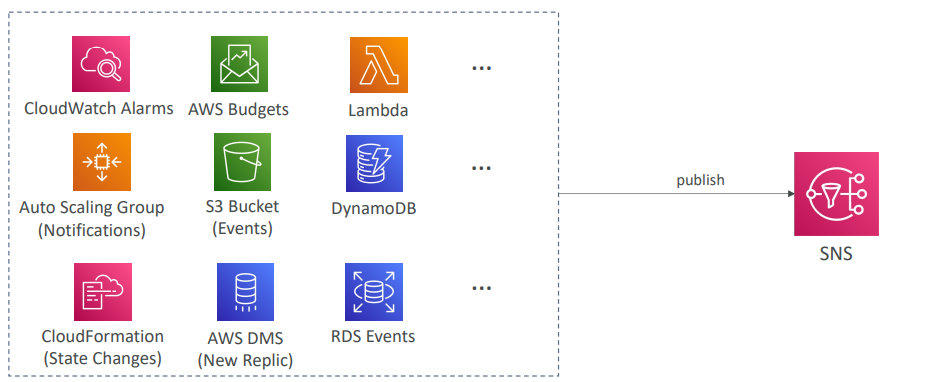 CloudWatch Alarms
AWS Budgets
Lambda
...
Auto Scaling Group
(Notifications)
S3 Bucket
(Events)
DynamoDB
...
CloudFormation
(State Changes)
AWS DMS
(New Replic)
RDS Events
...
publish
SNS